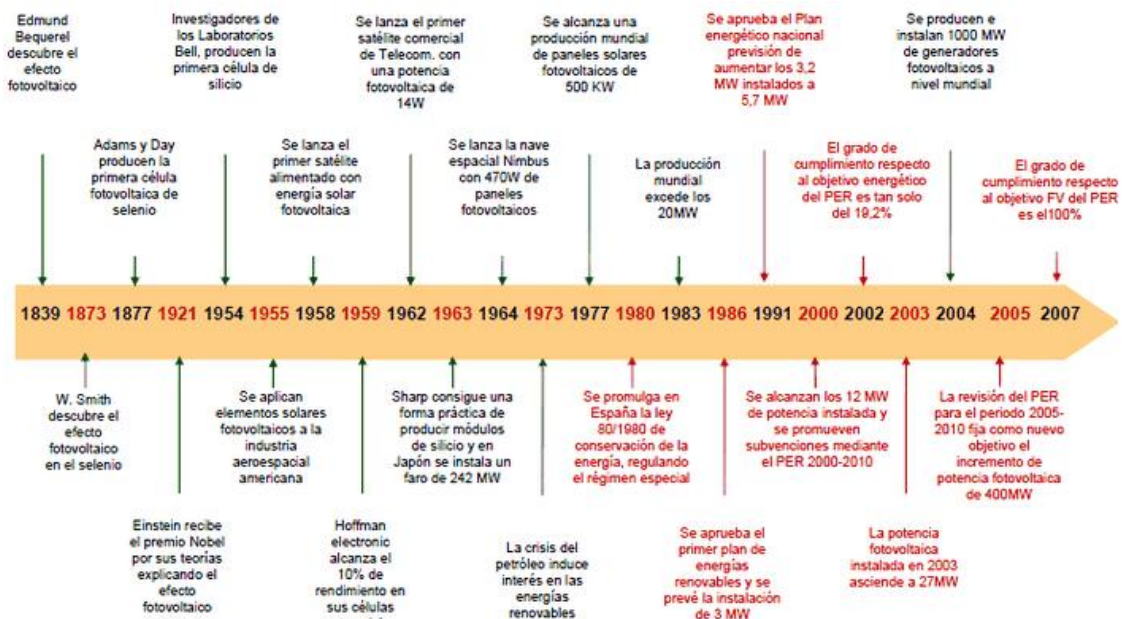 Edmund
Bequerel
descubre el
efecto
fotovoltaico
Investigadores de
los Laboratorios
Bell, producen la
primera célula de
silicio
Se lanza el primer
satélite comercial
de Telecom. con
una potencia
fotovoltaica de
14W
Se alcanza una
producción mundial
de paneles solares
fotovoltaicos de
500 KW
Se aprueba el Plan
energético nacional
previsión de
aumentar los 3,2
MW instalados a
5,7 MW
Se producen e
instalan 1000 MW
de generadores
fotovoltaicos a
nivel mundial
Adams y Day
producen la
primera célula
fotovoltaica de
selenio
Se lanza el
primer satélite
alimentado con
energía solar
fotovoltaica
Se lanza la nave
espacial Nimbus
con 470W de
paneles
fotovoltaicos
La producción
mundial
excede los
20MW
El grado de
cumplimiento respecto
al objetivo energético
del PER es tan solo
del 19,2%
El grado de
cumplimiento respecto
al objetivo FV del PER
es el100%
1839 1873 1877 1921 1954 1955 1958 1959 1962 1963 1964 1973 1977 1980 1983 1986 1991 2000 2002 2003 2004 2005 2007
W. Smith
descubre el
efecto
fotovoltaico
en el selenio
Se aplican
elementos solares
fotovoltaicos a la
industria
aeroespacial
americana
Sharp consigue una
forma práctica de
producir módulos
de silicio y en
Japón se instala un
faro de 242 MW
Se promulga en
España la ley
80/1980 de
conservación de la
energía, regulando
el régimen especial
Se alcanzan los 12 MW
de potencia instalada y
se promueven
subvenciones mediante
el PER 2000-2010
La revisión del PER
para el periodo 2005-
2010 fija como nuevo
objetivo el
incremento de
potencia fotovoltaica
de 400MW
Einstein recibe
el premio Nobel
por sus teorías
explicando el
efecto
fotovoltaico
Hoffman
electronic
alcanza el
10% de
rendimiento en
sus células
La crisis del
petróleo induce
interés en las
energías
renovables
Se aprueba el
primer plan de
energías
renovables y se
prevé la instalación
de 3 MW
La potencia
fotovoltaica
instalada en 2003
asciende a 27MW